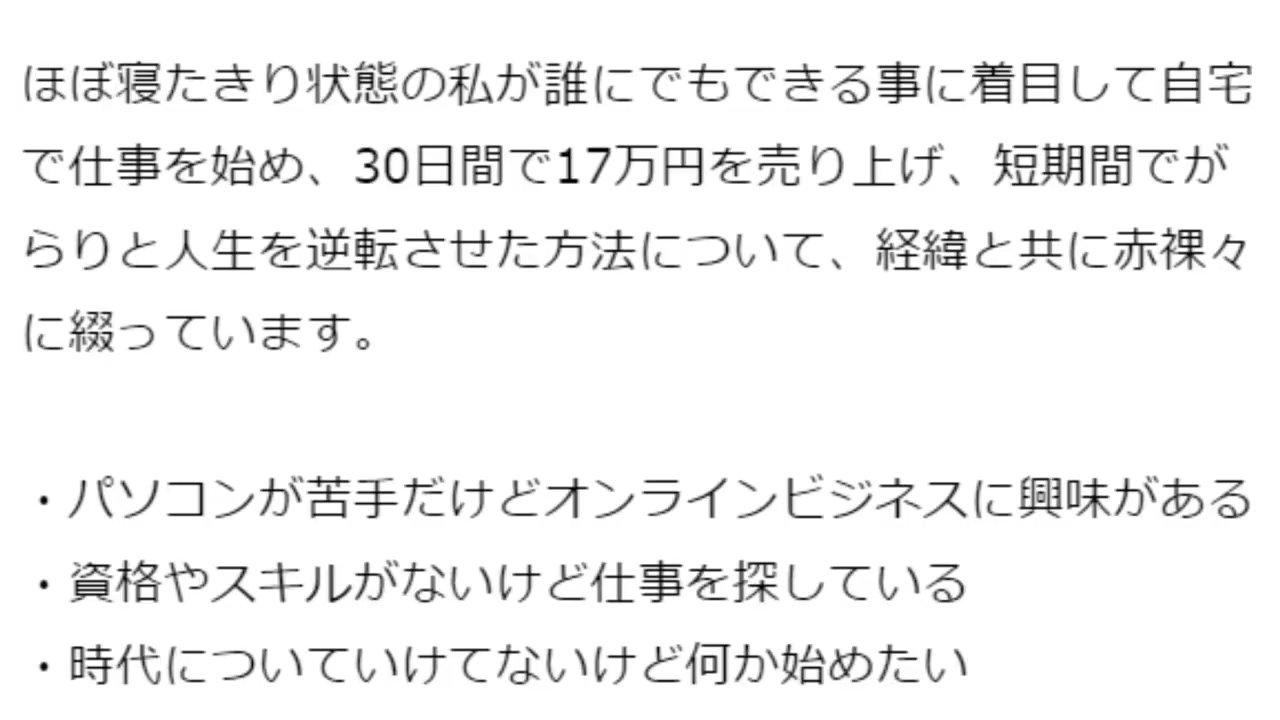 ほぼ寝たきり状態の私が誰にでもできる事に着目して自宅
で仕事を始め、30日間で17万円を売り上げ、短期間でが
らりと人生を逆転させた方法について、経緯と共に赤裸々
に綴っています。
・パソコンが苦手だけどオンラインビジネスに興味がある
・資格やスキルがないけど仕事を探している
・時代についていけてないけど何か始めたい